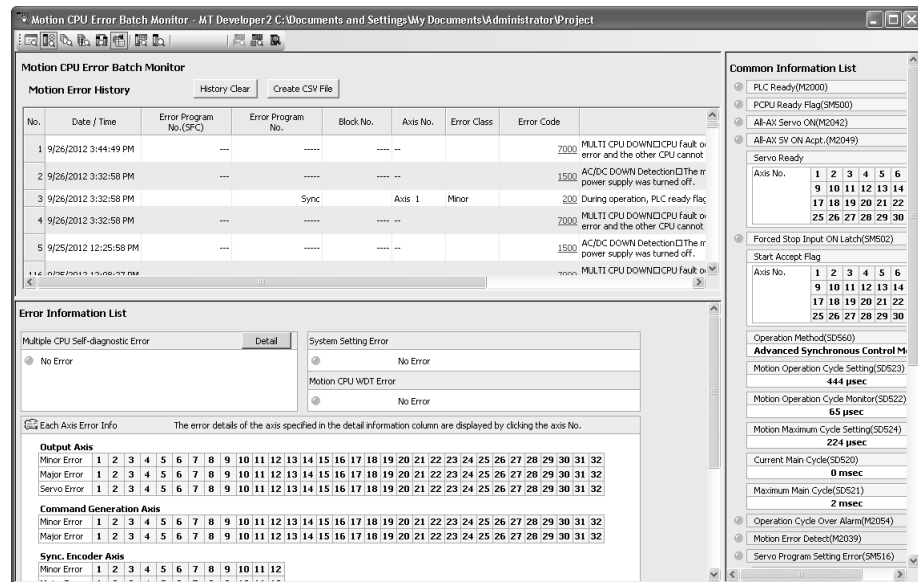 Motion CPU Error Batch Monitor - MT Developer2 C:\Documents and Settings\My Documents\Administrator\Project
Motion CPU Error Batch Monitor
Motion Error History
History Clear
Create CSV File
No. Date / Time Error Program No.(SFC) Error Program No. Block No. Axis No. Error Class Error Code
1 9/26/2012 3:44:49 PM --- ----- ---- -- 7000 MULTI CPU DOWN□CPU fault o
error and the other CPU cannot
2 9/26/2012 3:32:58 PM --- ----- ---- -- 1500 AC/DC DOWN Detection□The m
power supply was turned off.
3 9/26/2012 3:32:58 PM Sync Axis 1 Minor 200 During operation, PLC ready flag
4 9/26/2012 3:32:58 PM --- ----- ---- -- 7000 MULTI CPU DOWN□CPU fault o
error and the other CPU cannot
5 9/25/2012 12:25:58 PM --- ----- ---- -- 1500 AC/DC DOWN Detection□The m
power supply was turned off.
MULTI CPU DOWN□CPU fault o
Error Information List
Multiple CPU Self-diagnostic Error
Detail
No Error
System Setting Error
No Error
Motion CPU WDT Error
No Error
Each Axis Error Info The error details of the axis specified in the detail information column are displayed by clicking the axis No.
Output Axis
Minor Error 1 2 3 4 5 6 7 8 9 10 11 12 13 14 15 16 17 18 19 20 21 22 23 24 25 26 27 28 29 30 31 32
Major Error 1 2 3 4 5 6 7 8 9 10 11 12 13 14 15 16 17 18 19 20 21 22 23 24 25 26 27 28 29 30 31 32
Servo Error 1 2 3 4 5 6 7 8 9 10 11 12 13 14 15 16 17 18 19 20 21 22 23 24 25 26 27 28 29 30 31 32
Command Generation Axis
Minor Error 1 2 3 4 5 6 7 8 9 10 11 12 13 14 15 16 17 18 19 20 21 22 23 24 25 26 27 28 29 30 31 32
Major Error 1 2 3 4 5 6 7 8 9 10 11 12 13 14 15 16 17 18 19 20 21 22 23 24 25 26 27 28 29 30 31 32
Sync. Encoder Axis
Minor Error 1 2 3 4 5 6 7 8 9 10 11 12
Common Information List
PLC Ready(M2000)
PCPU Ready Flag(SM500)
All-AX Servo ON(M2042)
All-AX SV ON Acpt.(M2049)
Servo Ready
Axis No. 1 2 3 4 5 6
9 10 11 12 13 14
17 18 19 20 21 22
25 26 27 28 29 30
Forced Stop Input ON Latch(SM502)
Start Accept Flag
Axis No. 1 2 3 4 5 6
9 10 11 12 13 14
17 18 19 20 21 22
25 26 27 28 29 30
Operation Method(SD560)
Advanced Synchronous Control M
Motion Operation Cycle Setting(SD523)
444 µsec
Motion Operation Cycle Monitor(SD522)
65 µsec
Motion Maximum Cycle Setting(SD524)
224 µsec
Current Main Cycle(SD520)
0 msec
Maximum Main Cycle(SD521)
2 msec
Operation Cycle Over Alarm(M2054)
Motion Error Detect(M2039)
Servo Program Setting Error(SM516)